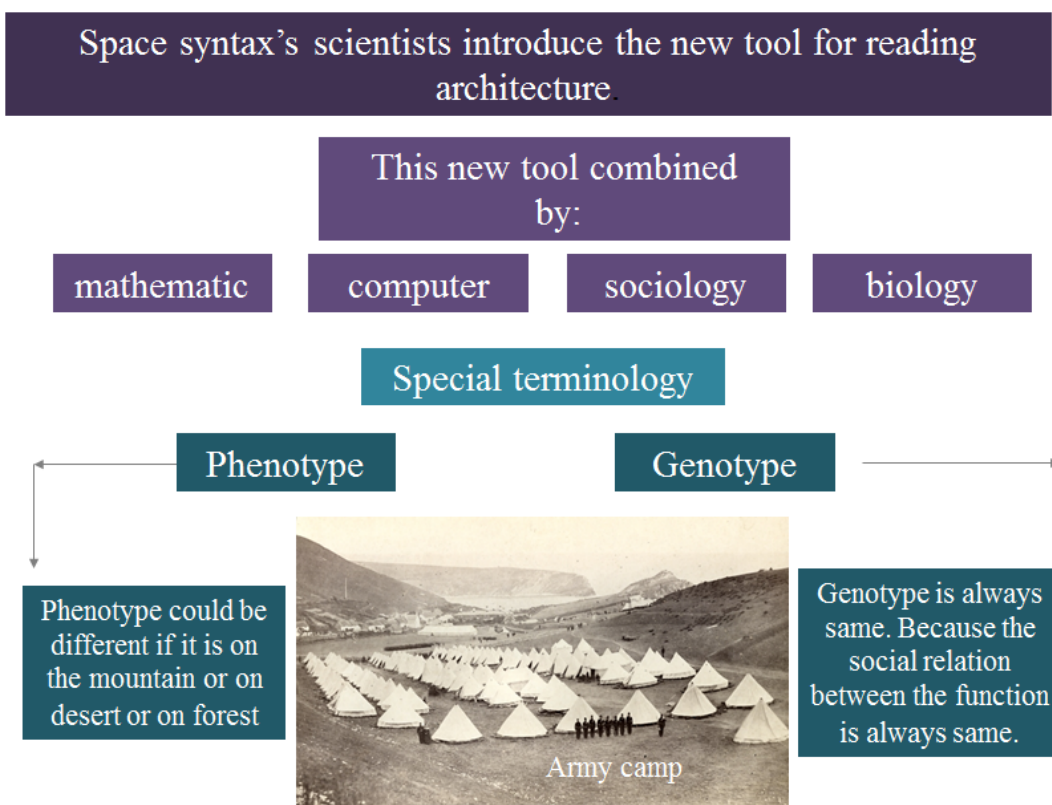 Space syntax's scientists introduce the new tool for reading
architecture.
This new tool combined
by:
mathematic
computer
sociology
biology
Special terminology
Phenotype
Genotype
Phenotype could be
different if it is on
the mountain or on
desert or on forest
Army camp
Genotype is always
same. Because the
social relation
between the function
is always same.